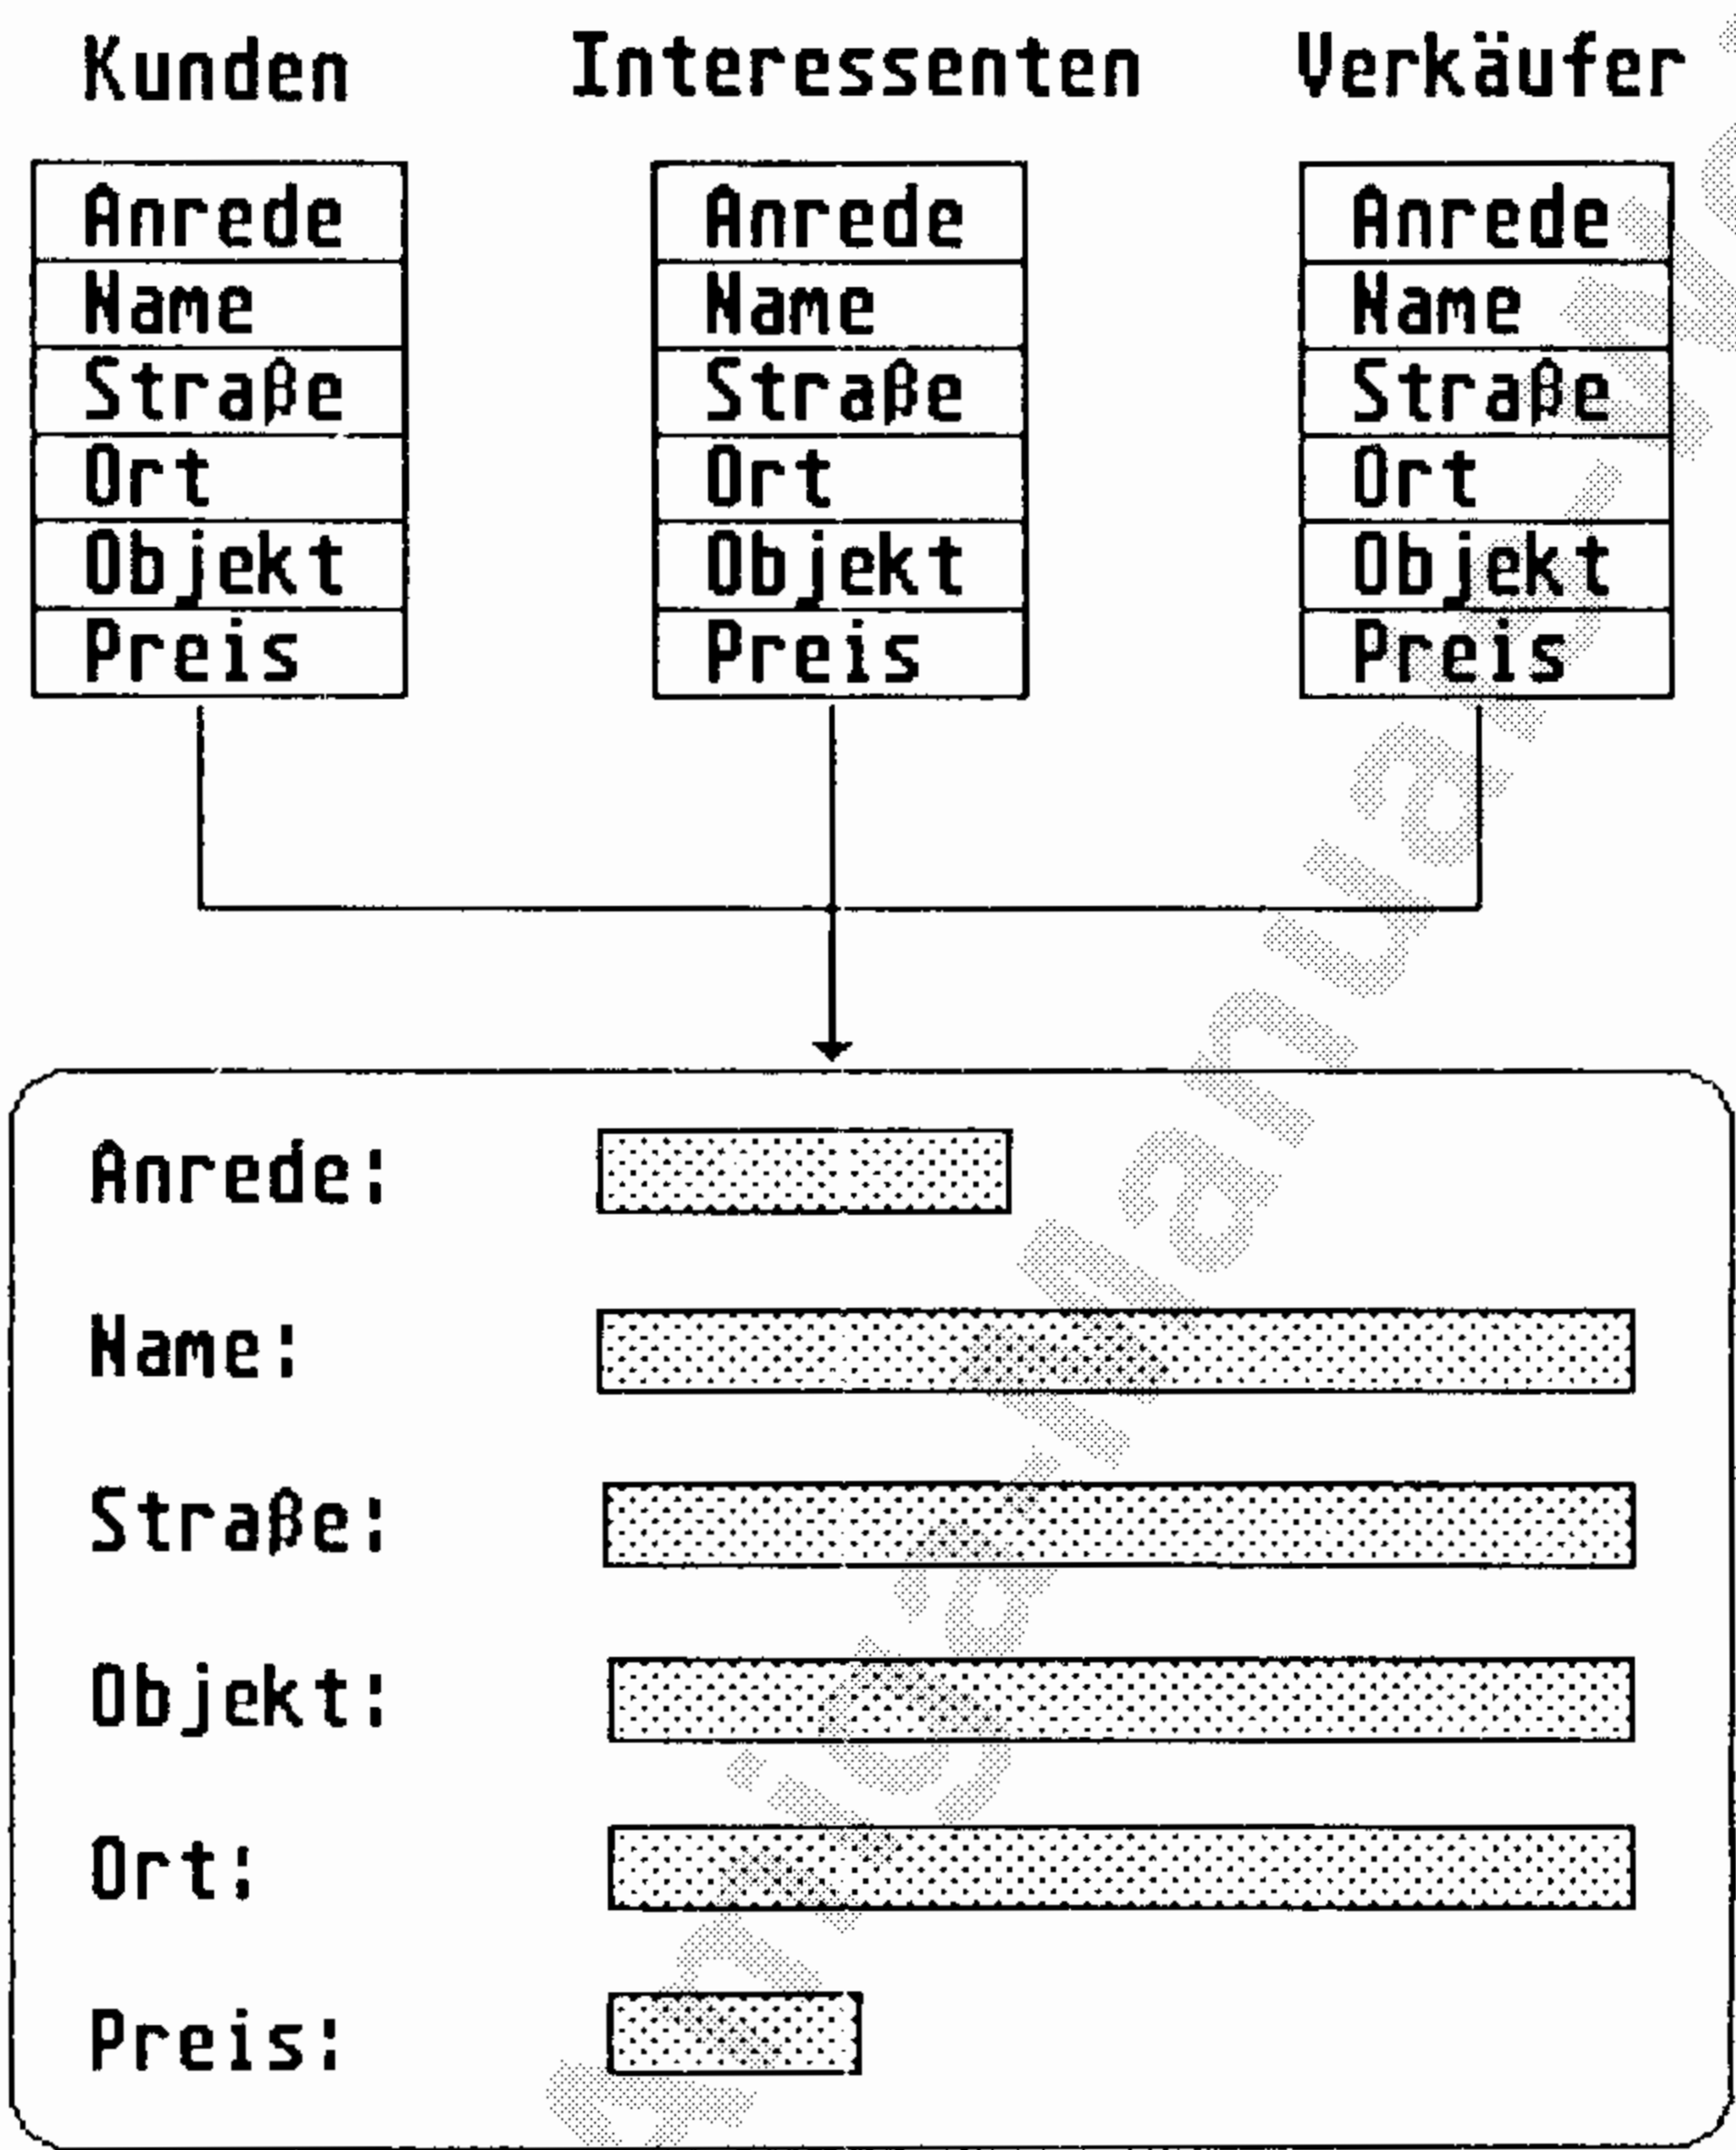 Kunden Interessenten Verkäufer
Anrede Anrede Anrede
Name Name Name
Straße Straße Straße
Ort Ort Ort
Objekt Objekt Objekt
Preis Preis Preis
Anrede:
Name:
Straße:
Objekt:
Ort:
Preis: